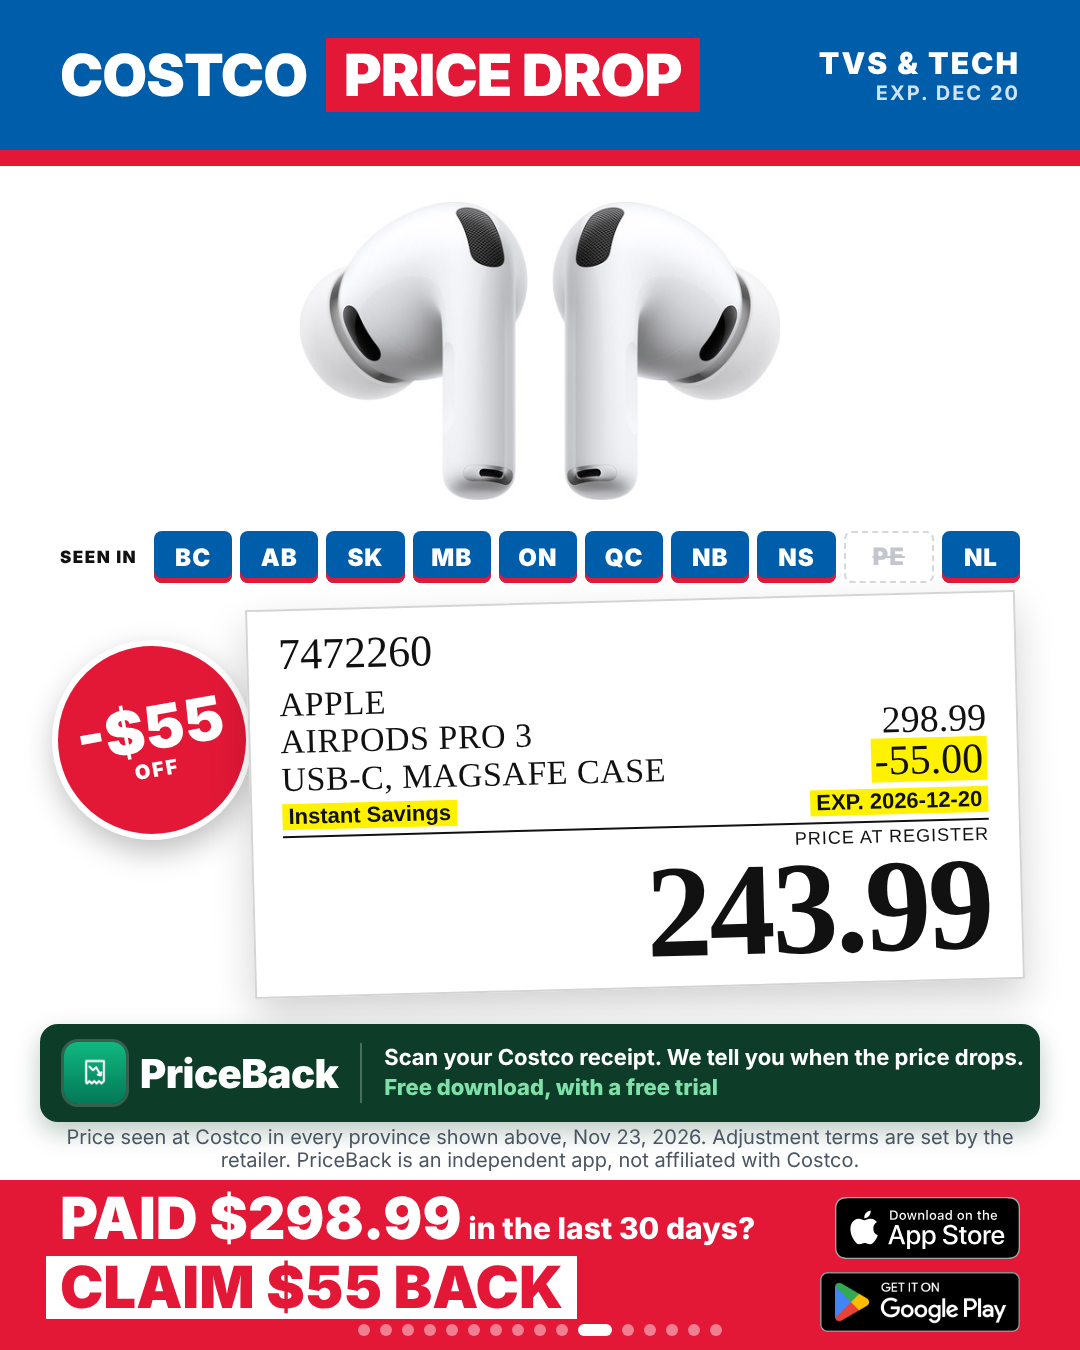 COSTCO PRICE DROP
TVS & TECH
EXP. DEC 20
SEEN IN BC AB SK MB ON QC NB NS PE NL
-$55
OFF
7472260
APPLE
AIRPODS PRO 3
USB-C, MAGSAFE CASE
Instant Savings
298.99
-55.00
EXP. 2026-12-20
PRICE AT REGISTER
243.99
PriceBack
Scan your Costco receipt. We tell you when the price drops.
Free download, with a free trial
Price seen at Costco in every province shown above, Nov 23, 2026. Adjustment terms are set by the
retailer. PriceBack is an independent app, not affiliated with Costco.
PAID $298.99 in the last 30 days?
CLAIM $55 BACK
Download on the
App Store
GET IT ON
Google Play